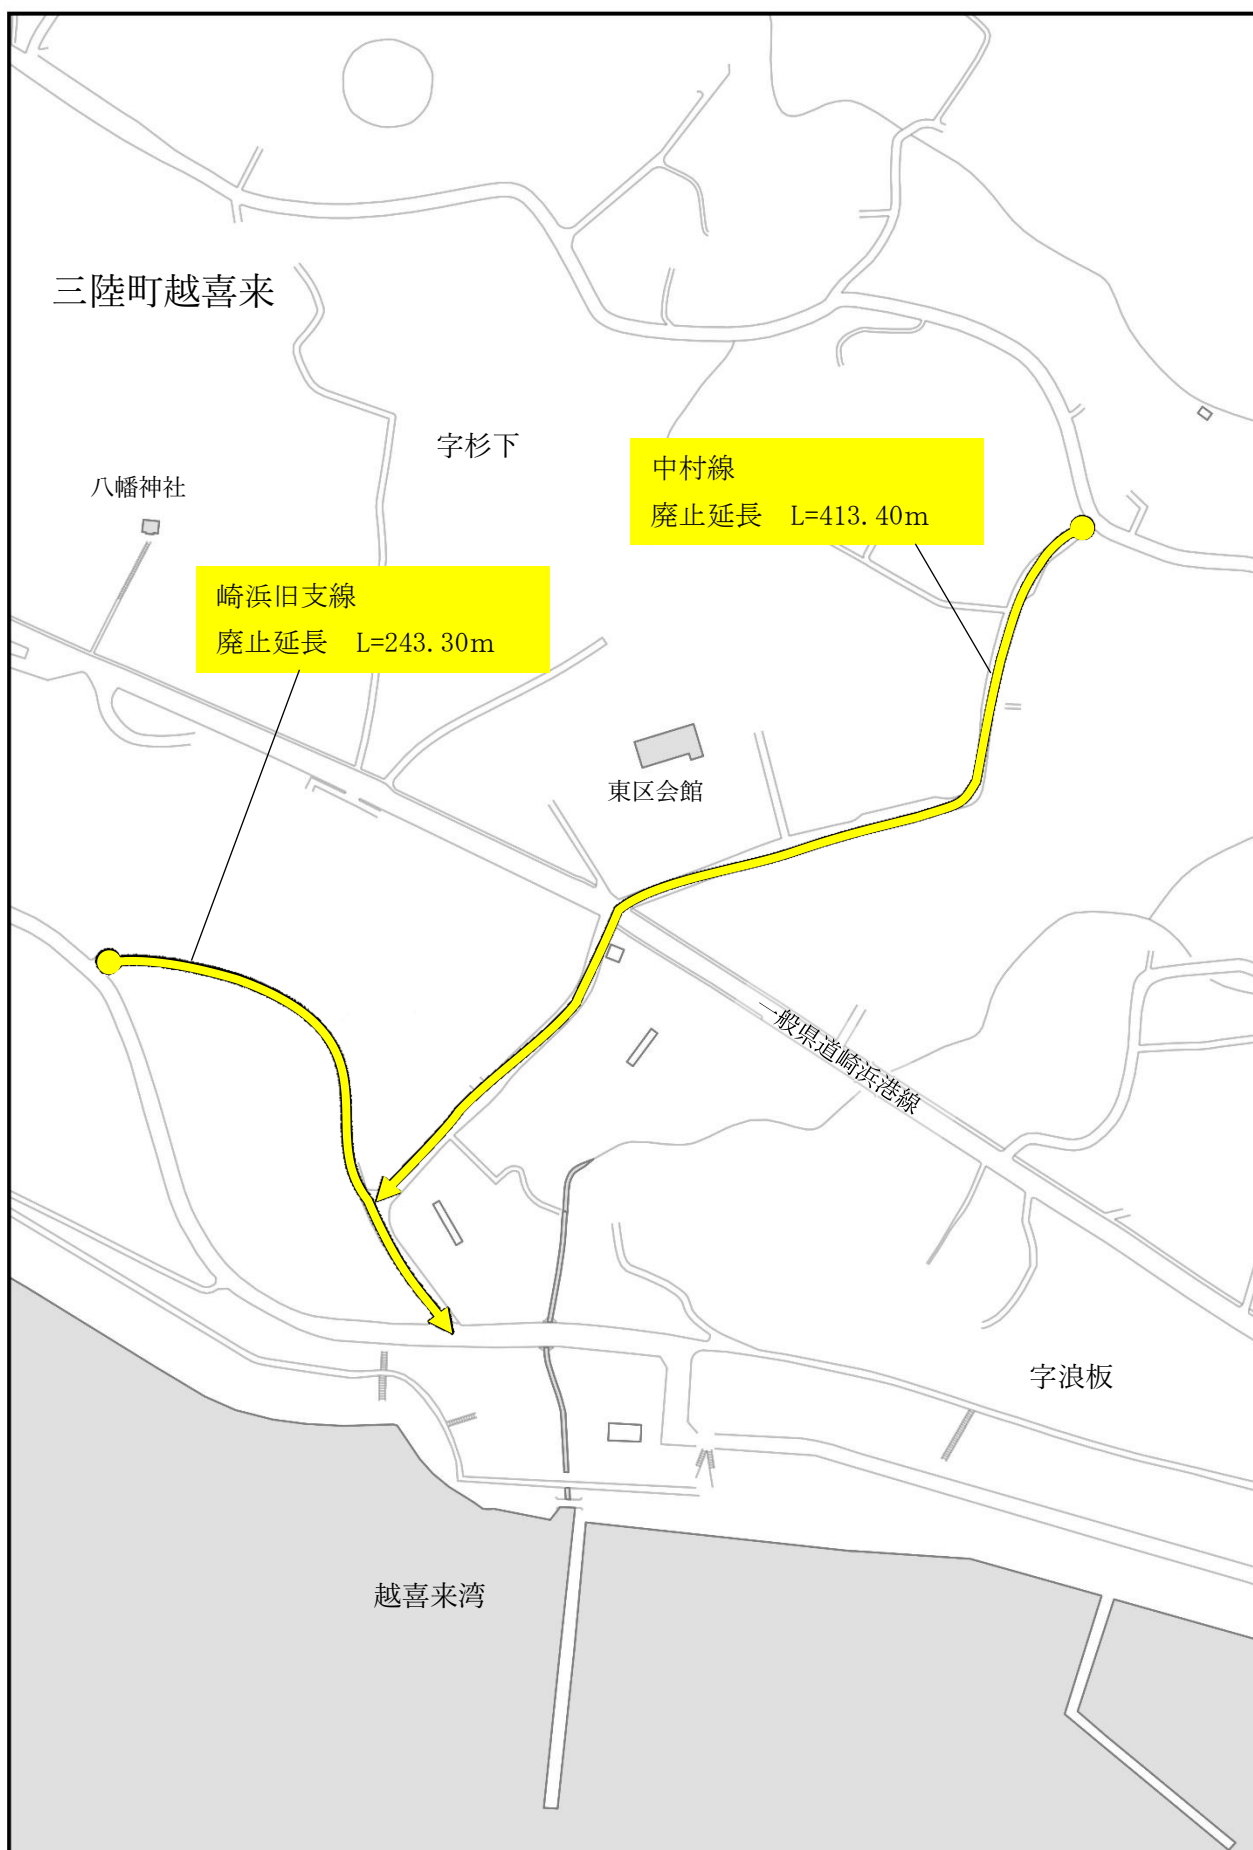 三陸町越喜来
字杉下
中村線
廃止延長　L=413.40m
八幡神社
崎浜旧支線
廃止延長　L=243.30m
東区会館
一般県道崎浜港線
字浪板
越喜来湾